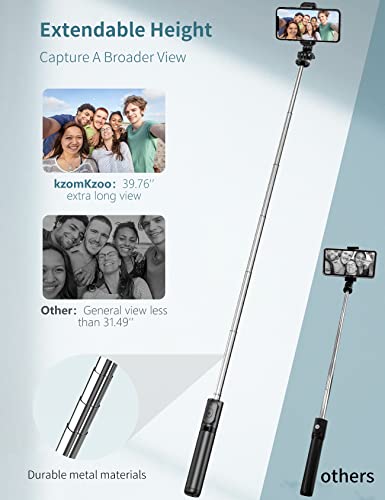 Extendable Height
Capture A Broader View
kzomKzoo: 39.76''
extra long view
Other: General view less
than 31.49''
Durable metal materials
others